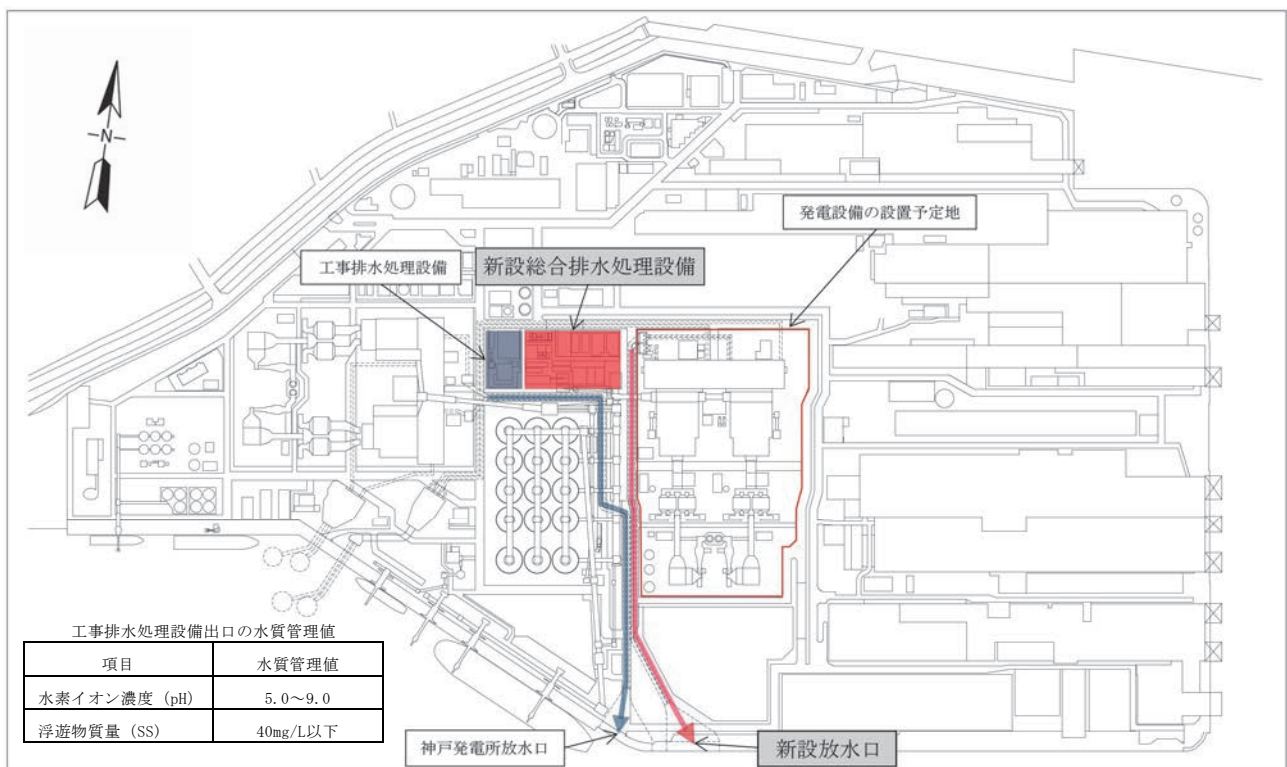 N
発電設備の設置予定地
工事排水処理設備
新設総合排水処理設備
工事排水処理設備出口の水質管理値
項目 水質管理値
水素イオン濃度 (pH) 5.0～9.0
浮遊物質量 (SS) 40mg/L以下
神戸発電所放水口
新設放水口